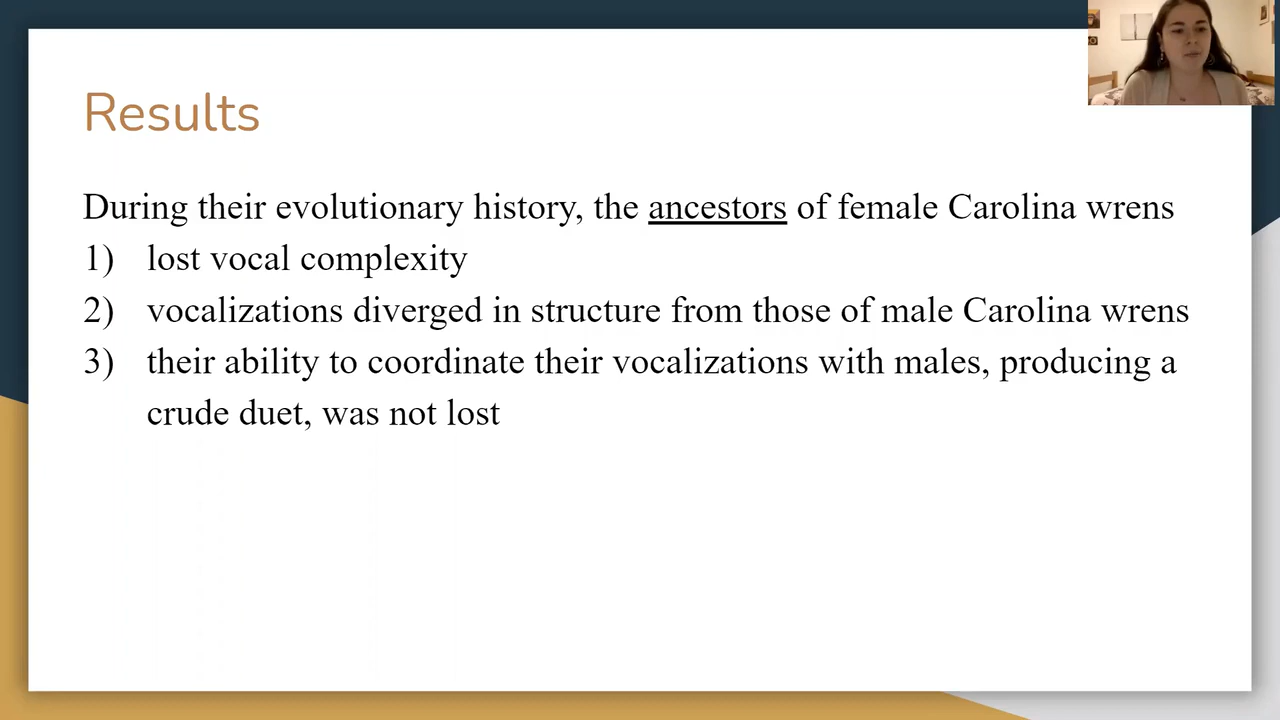 Results
During their evolutionary history, the ancestors of female Carolina wrens
1) lost vocal complexity
2) vocalizations diverged in structure from those of male Carolina wrens
3) their ability to coordinate their vocalizations with males, producing a
crude duet, was not lost